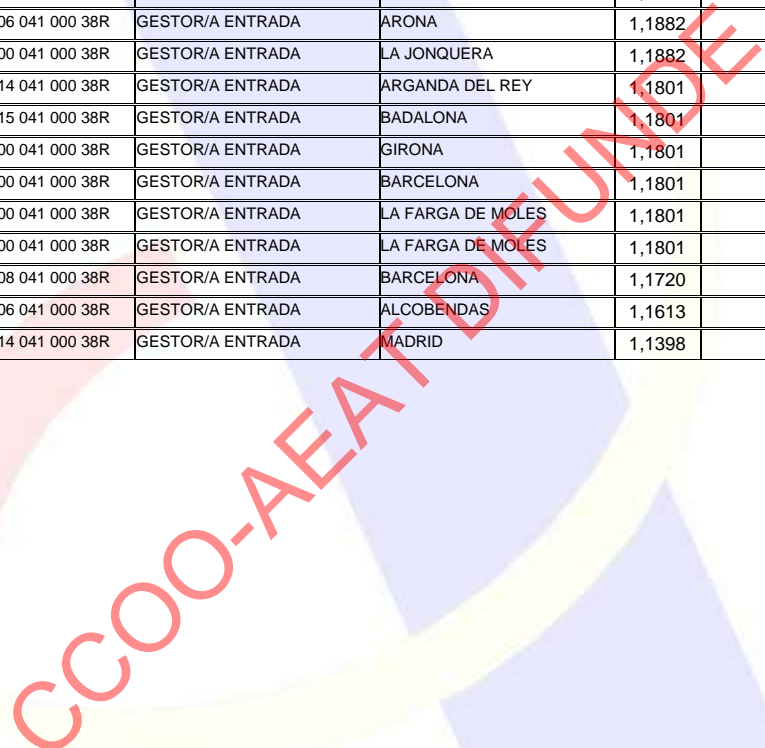 06 041 000 38R GESTOR/A ENTRADA ARONA 1,1882
00 041 000 38R GESTOR/A ENTRADA LA JONQUERA 1,1882
14 041 000 38R GESTOR/A ENTRADA ARGANDA DEL REY 1,1801
15 041 000 38R GESTOR/A ENTRADA BADALONA 1,1801
00 041 000 38R GESTOR/A ENTRADA GIRONA 1,1801
00 041 000 38R GESTOR/A ENTRADA BARCELONA 1,1801
00 041 000 38R GESTOR/A ENTRADA LA FARGA DE MOLES 1,1801
00 041 000 38R GESTOR/A ENTRADA LA FARGA DE MOLES 1,1801
08 041 000 38R GESTOR/A ENTRADA BARCELONA 1,1720
06 041 000 38R GESTOR/A ENTRADA ALCOBENDAS 1,1613
14 041 000 38R GESTOR/A ENTRADA MADRID 1,1398
CCOO-AEAT DIFUNDE